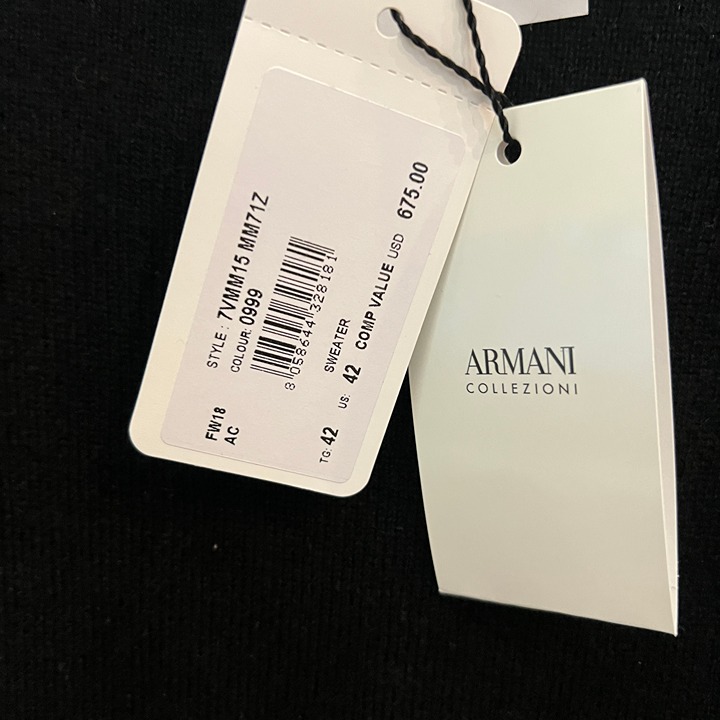 FW18
AC
STYLE: 7VMM15 MM71Z
COLOUR: 0999
8 058644 328181
SWEATER
TG: 42 US: 42 COMP VALUE USD 675.00
ARMANI
COLLEZIONI